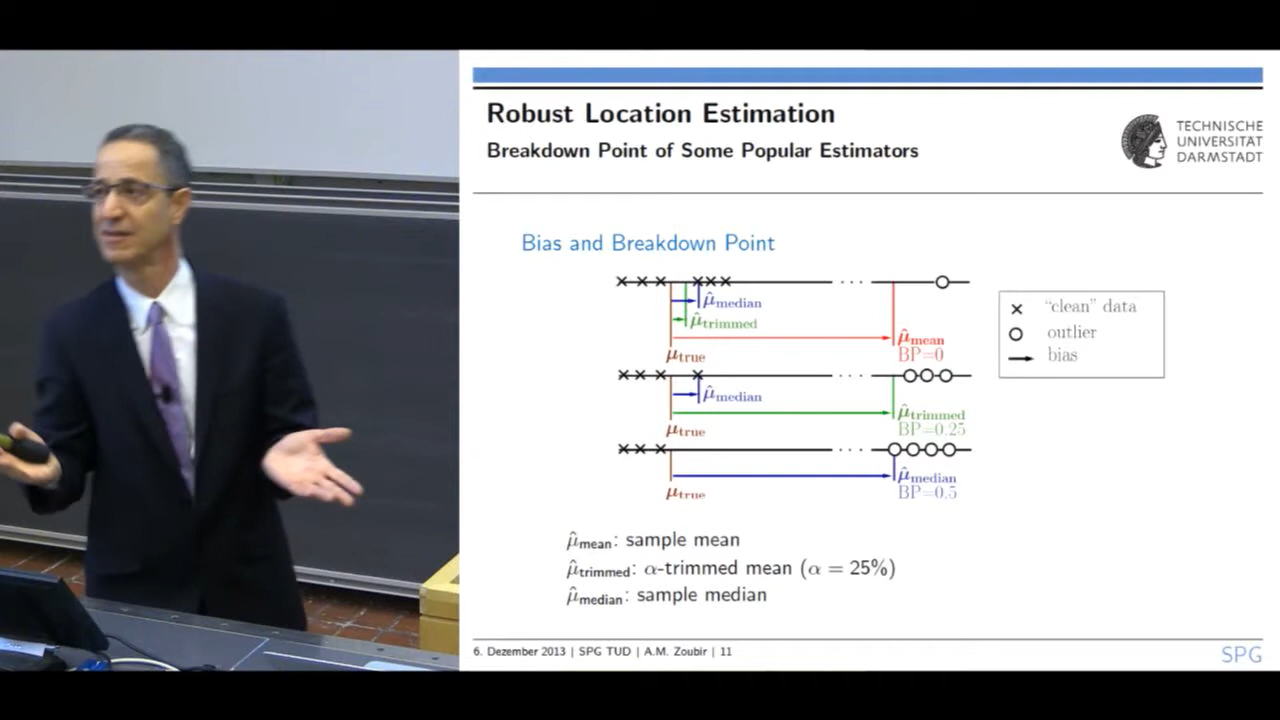 Robust Location Estimation
Breakdown Point of Some Popular Estimators
TECHNISCHE
UNIVERSITÄT
DARMSTADT
Bias and Breakdown Point
μ̂median
μ̂trimmed
μtrue
μ̂mean
BP=0
μ̂median
μtrue
μ̂trimmed
BP=0.25
μtrue
μ̂median
BP=0.5
"clean" data
outlier
bias
μ̂mean: sample mean
μ̂trimmed: α-trimmed mean (α = 25%)
μ̂median: sample median
6. Dezember 2013 | SPG TUD | A.M. Zoubir | 11
SPG